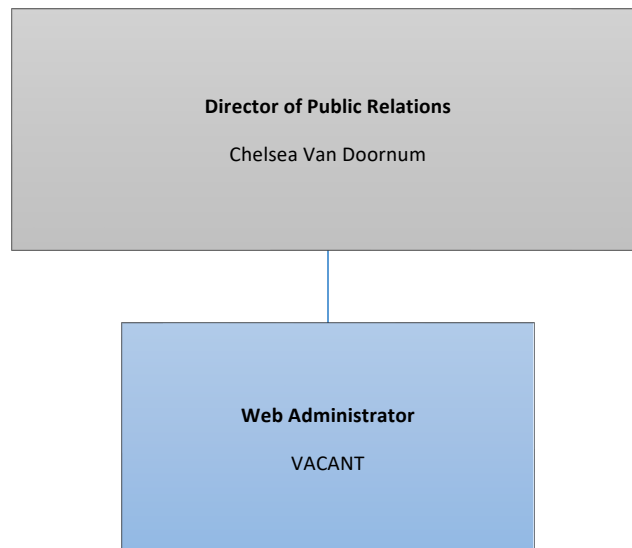 Director of Public Relations
Chelsea Van Doornum
Web Administrator
VACANT